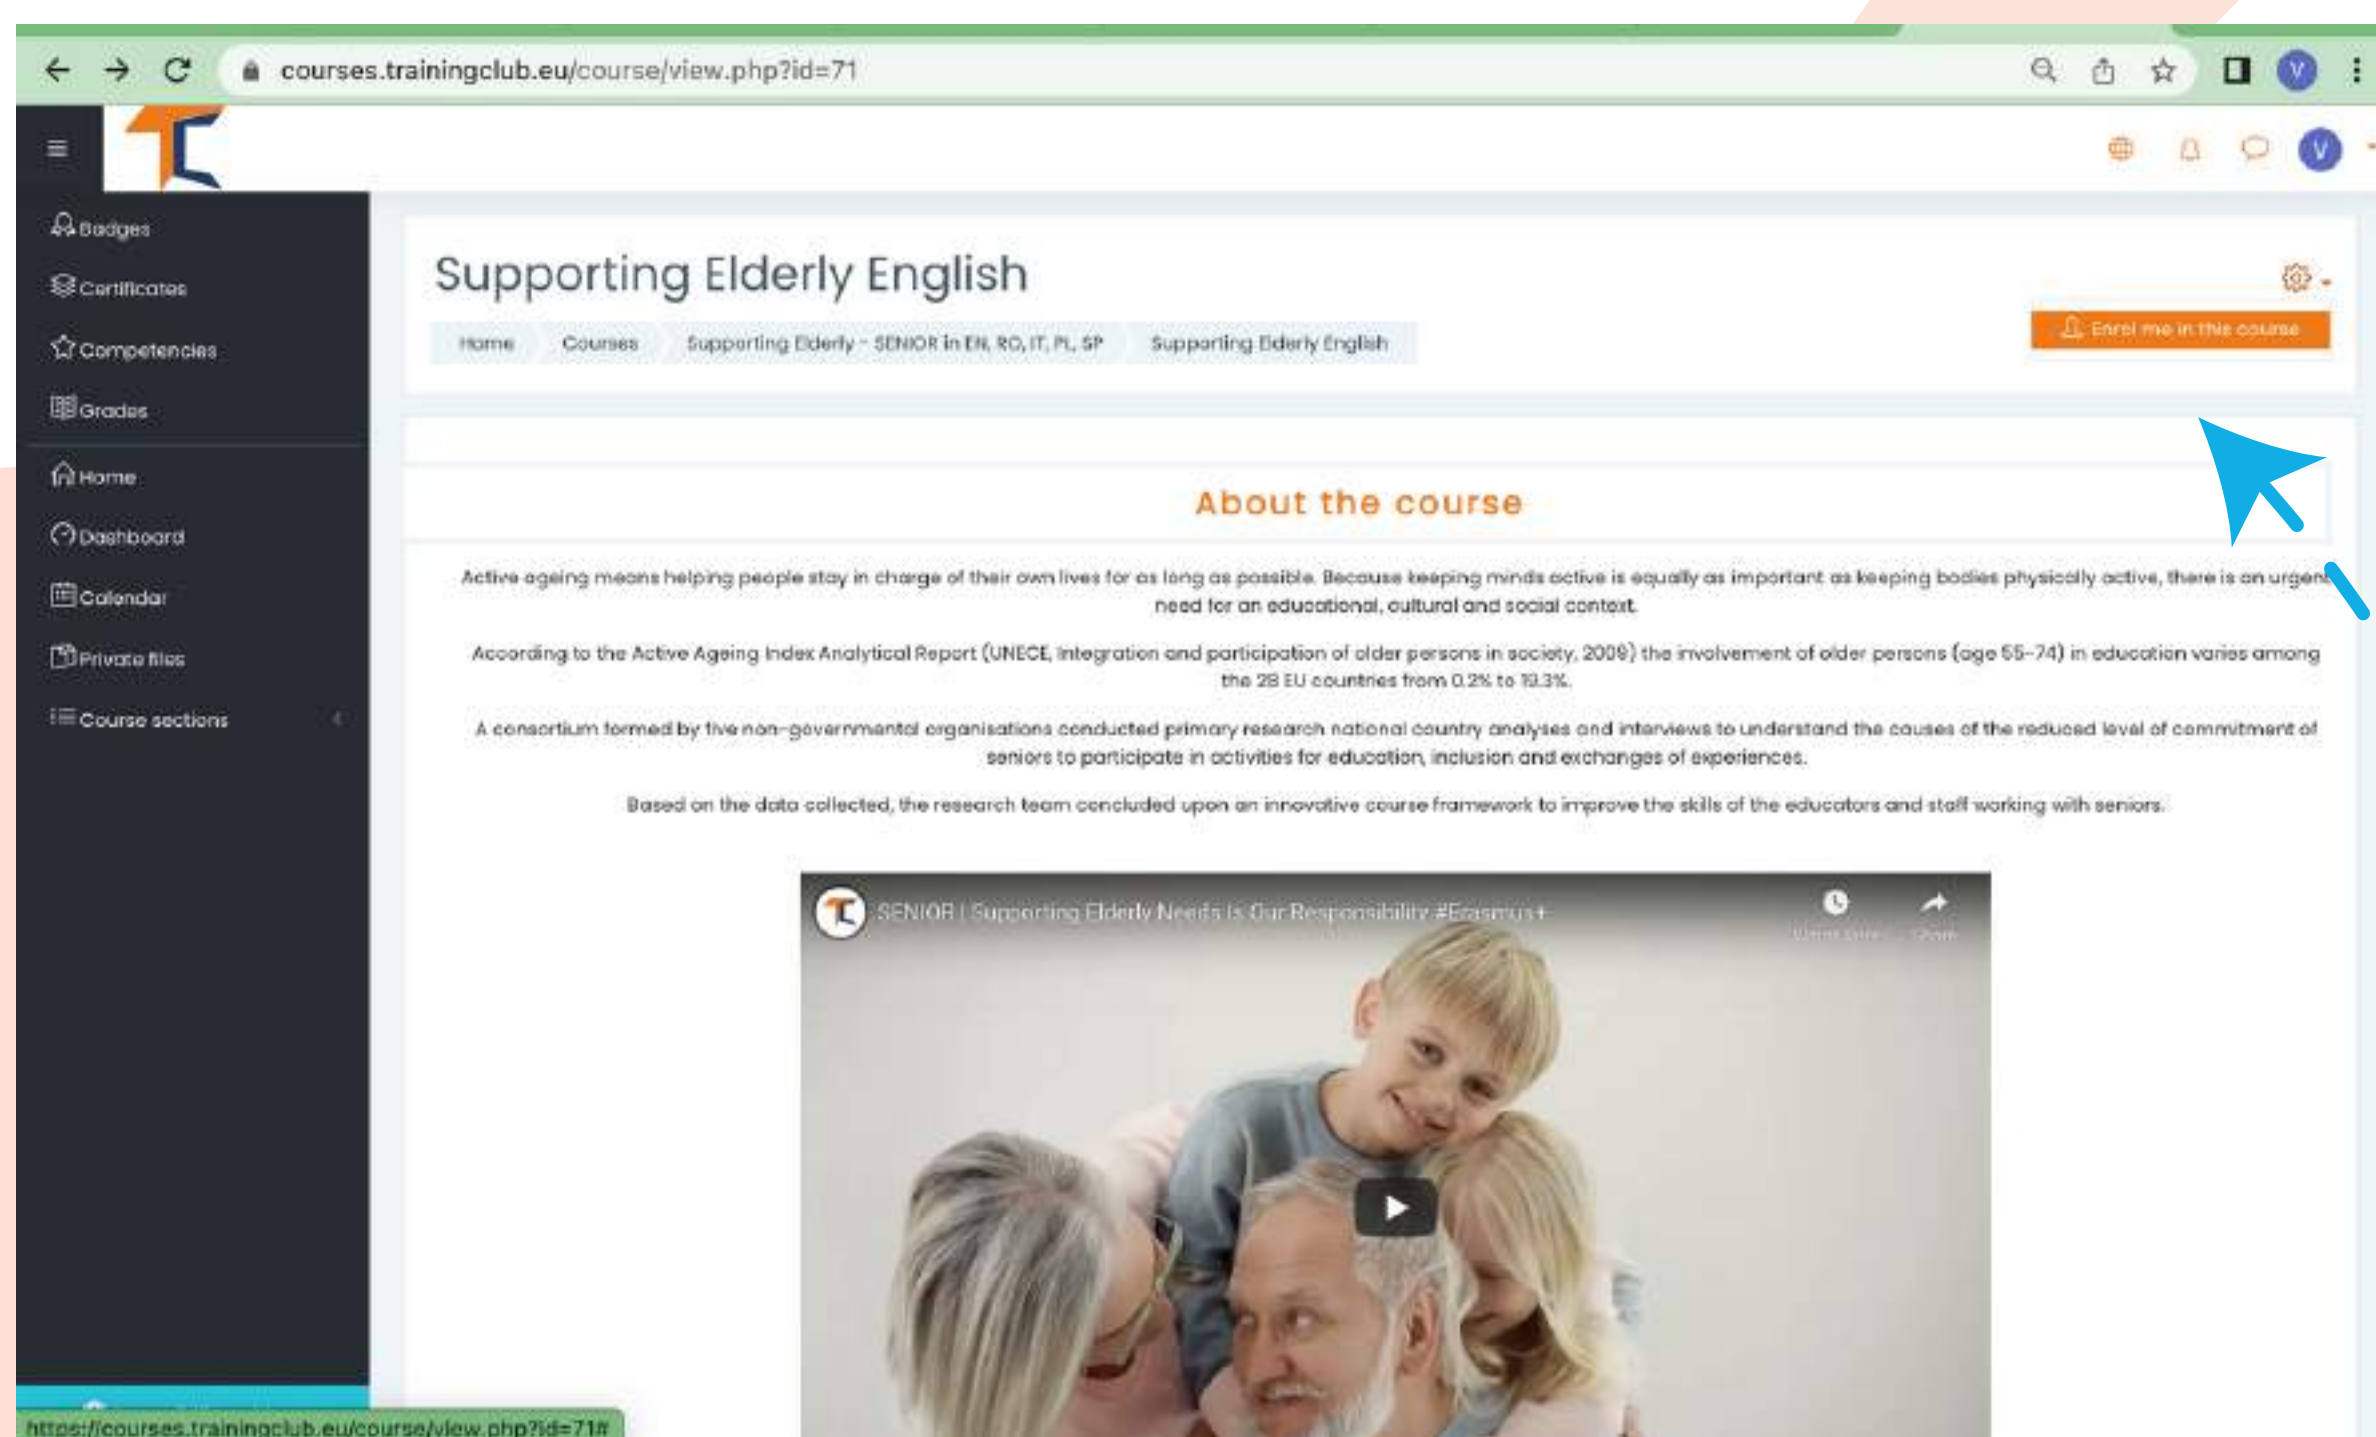 courses.trainingclub.eu/course/view.php?id=71
V
V
Badges
Certificates
Competencies
Grades
Home
Dashboard
Calendar
Private files
Course sections
Supporting Elderly English
Home Courses Supporting Elderly - SENIOR in EN, RO, IT, PL, SP Supporting Elderly English
Enrol me in this course
About the course
Active ageing means helping people stay in charge of their own lives for as long as possible. Because keeping minds active is equally as important as keeping bodies physically active, there is an urgent
need for an educational, cultural and social context.
According to the Active Ageing Index Analytical Report (UNECE, Integration and participation of older persons in society, 2009) the involvement of older persons (age 55-74) in education varies among
the 28 EU countries from 0.2% to 19.3%.
A consortium formed by five non-governmental organisations conducted primary research national country analyses and interviews to understand the causes of the reduced level of commitment of
seniors to participate in activities for education, inclusion and exchanges of experiences.
Based on the data collected, the research team concluded upon an innovative course framework to improve the skills of the educators and staff working with seniors.
SENIOR | Supporting Elderly Needs Is Our Responsibility #Erasmus+
Share
https://courses.trainingclub.eu/course/view.php?id=71#